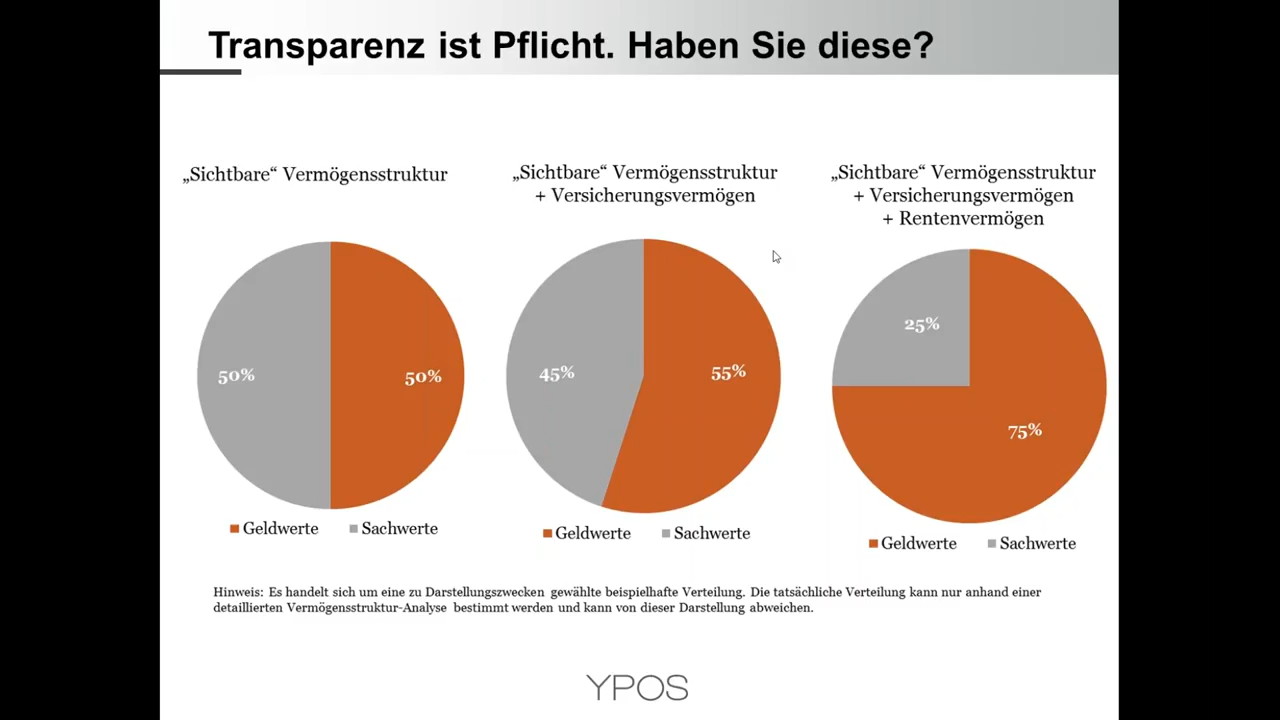 Transparenz ist Pflicht. Haben Sie diese?
„Sichtbare“ Vermögensstruktur
50%
50%
Geldwerte
Sachwerte
„Sichtbare“ Vermögensstruktur
+ Versicherungsvermögen
45%
55%
Geldwerte
Sachwerte
„Sichtbare“ Vermögensstruktur
+ Versicherungsvermögen
+ Rentenvermögen
25%
75%
Geldwerte
Sachwerte
Hinweis: Es handelt sich um eine zu Darstellungszwecken gewählte beispielhafte Verteilung. Die tatsächliche Verteilung kann nur anhand einer
detaillierten Vermögensstruktur-Analyse bestimmt werden und kann von dieser Darstellung abweichen.
YPOS